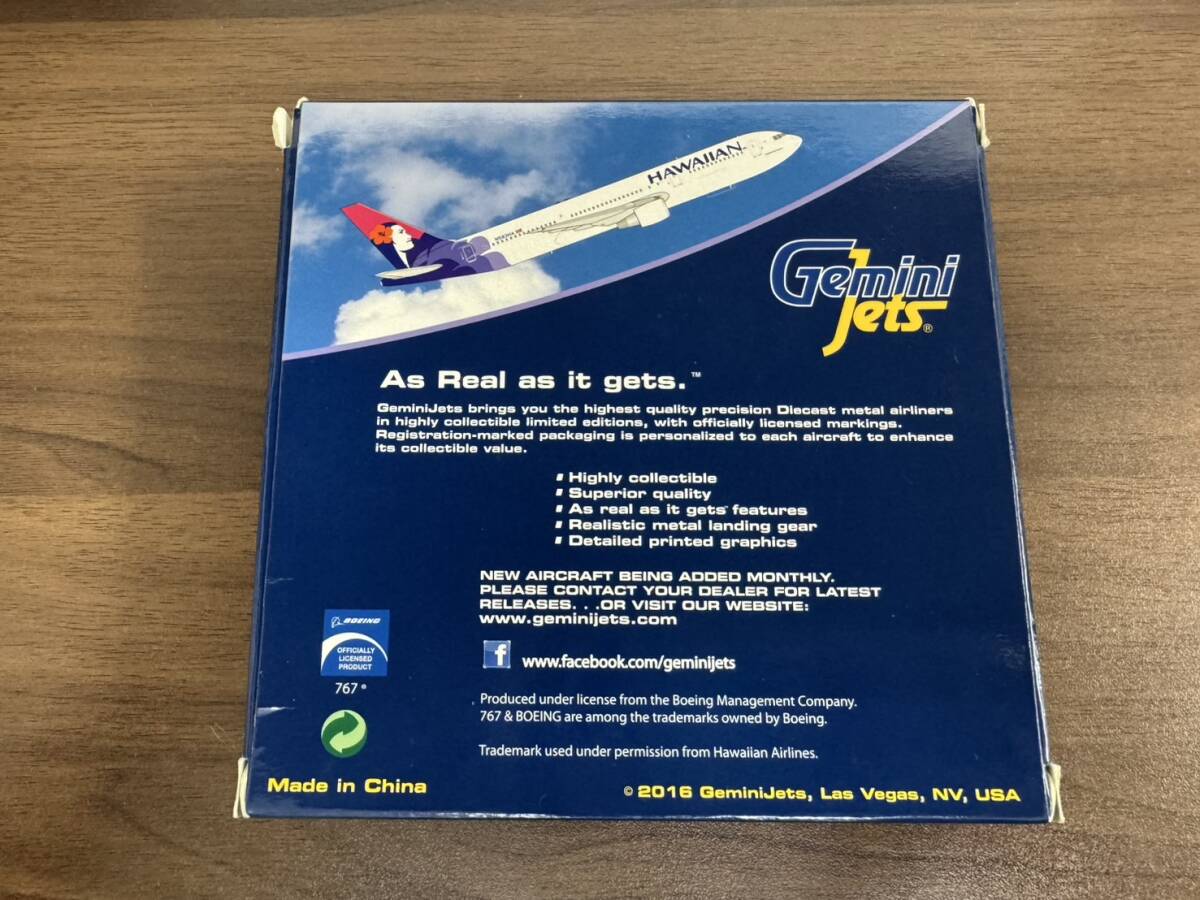 HAWAIIAN
Gemini
Jets®
As Real as it gets.™
GeminiJets brings you the highest quality precision Diecast metal airliners
in highly collectible limited editions, with officially licensed markings.
Registration-marked packaging is personalized to each aircraft to enhance
its collectible value.
Highly collectible
Superior quality
As real as it gets™ features
Realistic metal landing gear
Detailed printed graphics
NEW AIRCRAFT BEING ADDED MONTHLY.
PLEASE CONTACT YOUR DEALER FOR LATEST
RELEASES. . .OR VISIT OUR WEBSITE:
www.geminijets.com
f www.facebook.com/geminijets
BOEING
OFFICIALLY
LICENSED
PRODUCT
767®
Produced under license from the Boeing Management Company.
767 & BOEING are among the trademarks owned by Boeing.
Trademark used under permission from Hawaiian Airlines.
Made in China
© 2016 GeminiJets, Las Vegas, NV, USA